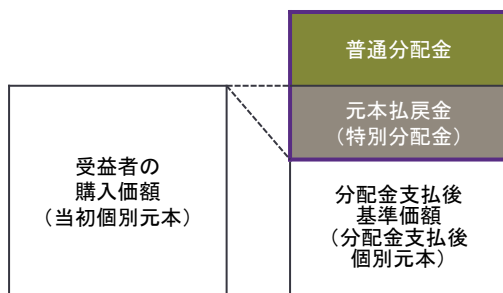 普通分配金
元本払戻金
（特別分配金）
受益者の
購入価額
（当初個別元本）
分配金支払後
基準価額
（分配金支払後
個別元本）